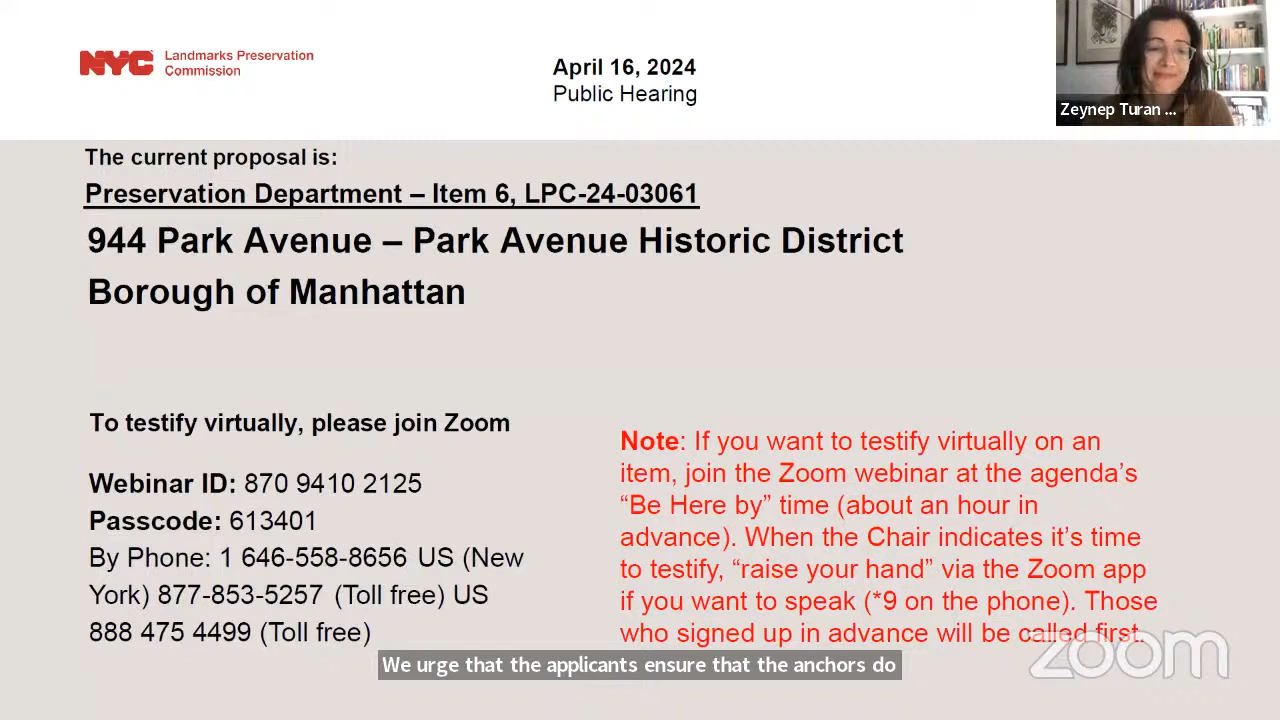 NYC
Landmarks Preservation
Commission
April 16, 2024
Public Hearing
Zeynep Turan ...
The current proposal is:
Preservation Department – Item 6, LPC-24-03061
944 Park Avenue – Park Avenue Historic District
Borough of Manhattan
To testify virtually, please join Zoom
Webinar ID: 870 9410 2125
Passcode: 613401
By Phone: 1 646-558-8656 US (New
York) 877-853-5257 (Toll free) US
888 475 4499 (Toll free)
Note: If you want to testify virtually on an
item, join the Zoom webinar at the agenda’s
“Be Here by” time (about an hour in
advance). When the Chair indicates it’s time
to testify, “raise your hand” via the Zoom app
if you want to speak (*9 on the phone). Those
who signed up in advance will be called first.
zoom
We urge that the applicants ensure that the anchors do